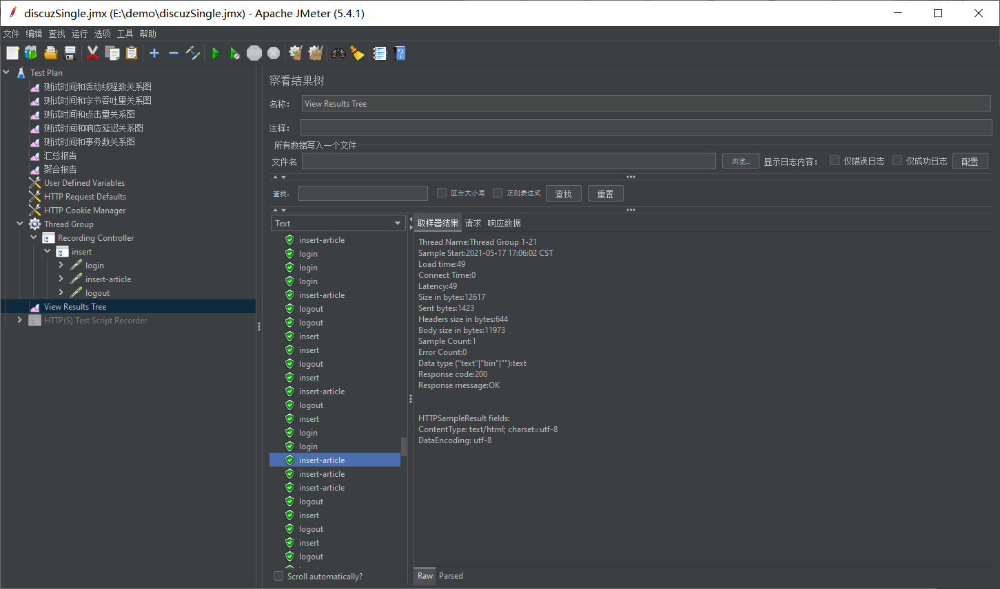 discuzSingle.jmx (E:\demo\discuzSingle.jmx) - Apache JMeter (5.4.1)
文件 编辑 查找 运行 选项 工具 帮助
STOP
Test Plan
测试时间和活动线程数关系图
测试时间和字节吞吐量关系图
测试时间和点击量关系图
测试时间和响应延迟关系图
测试时间和事务数关系图
汇总报告
聚合报告
User Defined Variables
HTTP Request Defaults
HTTP Cookie Manager
Thread Group
Recording Controller
insert
login
insert-article
logout
View Results Tree
HTTP(S) Test Script Recorder
察看结果树
名称: View Results Tree
注释:
所有数据写入一个文件
文件名 浏览... 显示日志内容: 仅错误日志 仅成功日志 配置
查找: 区分大小写 正则表达式 查找 重置
Text
insert-article
login
login
login
insert-article
logout
logout
insert
insert
logout
insert
insert-article
logout
insert
login
login
insert-article
insert-article
insert-article
logout
insert
logout
insert
logout
Scroll automatically?
取样器结果 请求 响应数据
Thread Name:Thread Group 1-21
Sample Start:2021-05-17 17:06:02 CST
Load time:49
Connect Time:0
Latency:49
Size in bytes:12617
Sent bytes:1423
Headers size in bytes:644
Body size in bytes:11973
Sample Count:1
Error Count:0
Data type ("text"|"bin"|""):text
Response code:200
Response message:OK
HTTPSampleResult fields:
ContentType: text/html; charset=utf-8
DataEncoding: utf-8
Raw Parsed